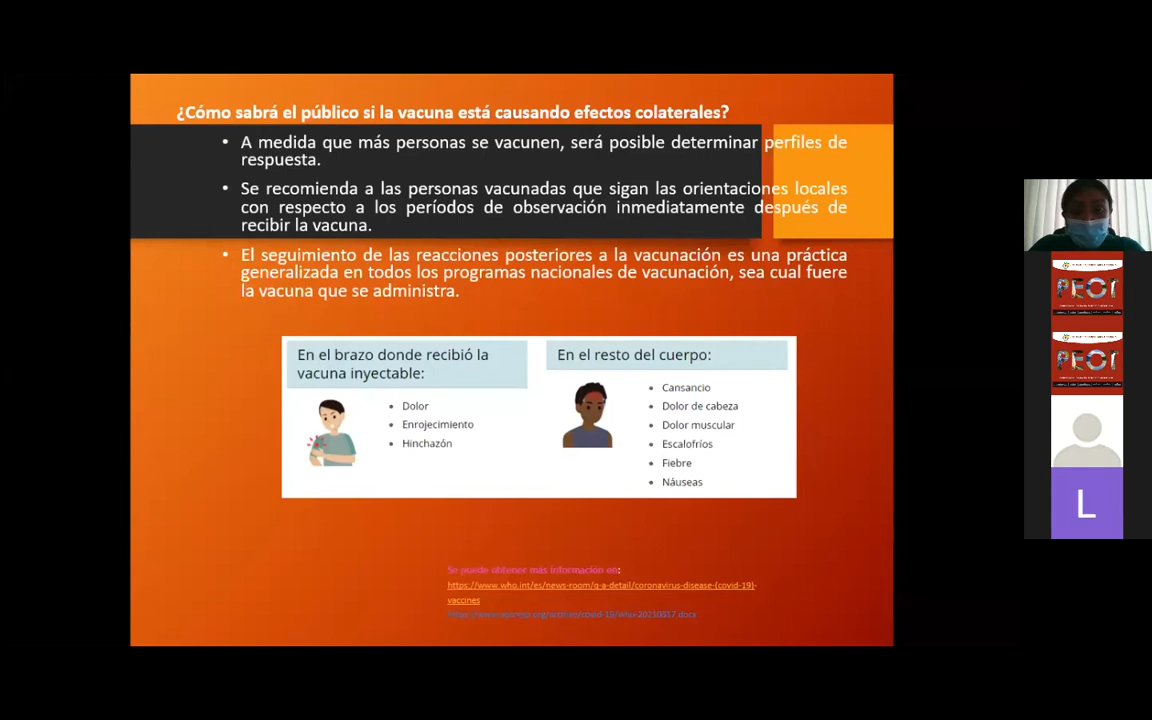 ¿Cómo sabrá el público si la vacuna está causando efectos colaterales?
• A medida que más personas se vacunen, será posible determinar perfiles de
respuesta.
• Se recomienda a las personas vacunadas que sigan las orientaciones locales
con respecto a los períodos de observación inmediatamente después de
recibir la vacuna.
• El seguimiento de las reacciones posteriores a la vacunación es una práctica
generalizada en todos los programas nacionales de vacunación, sea cual fuere
la vacuna que se administra.
En el brazo donde recibió la
vacuna inyectable:
• Dolor
• Enrojecimiento
• Hinchazón
En el resto del cuerpo:
• Cansancio
• Dolor de cabeza
• Dolor muscular
• Escalofríos
• Fiebre
• Náuseas
Se puede obtener más información en:
https://www.who.int/es/news-room/q-a-detail/coronavirus-disease-(covid-19)-
vaccines
PEOT
PEOT
L